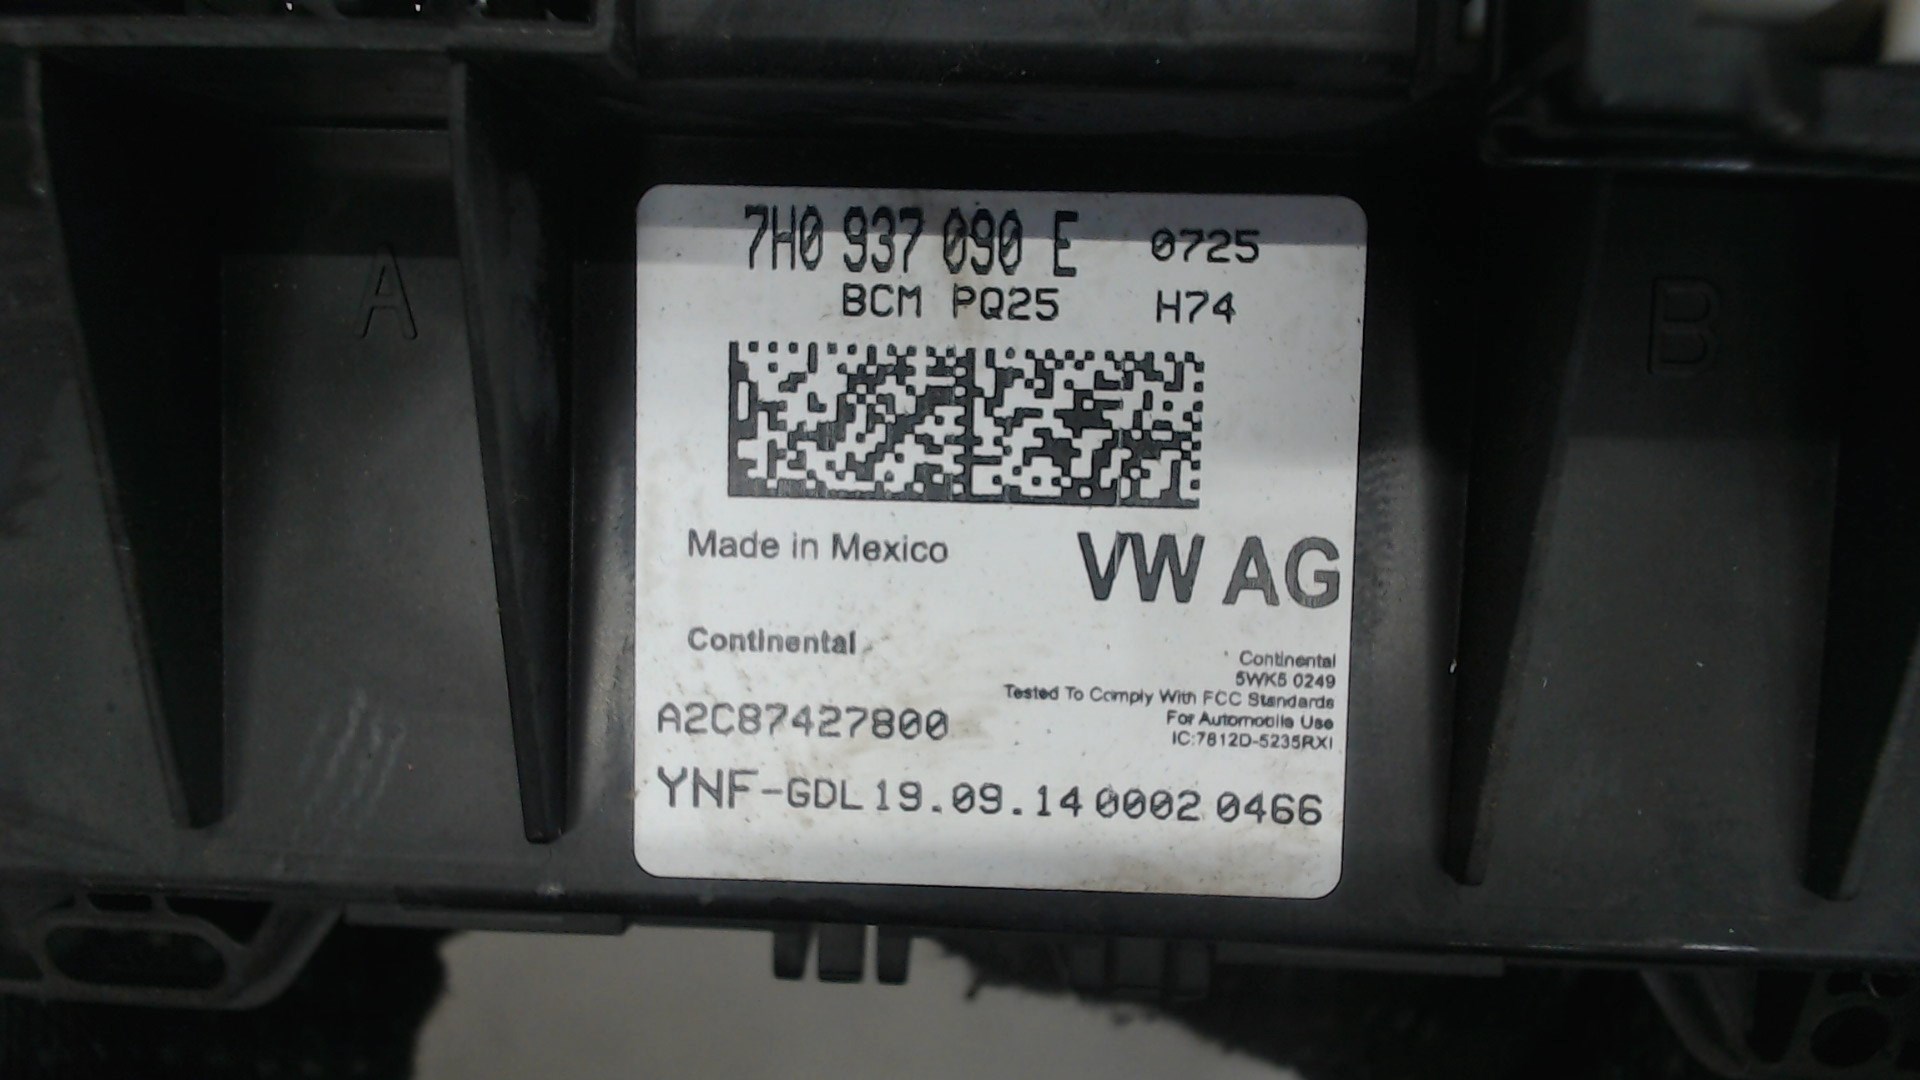 A
B
7H0 937 090 E 0725
BCM PQ25 H74
Made in Mexico
VW AG
Continental
Continental
5WK5 0249
Tested To Comply With FCC Standards
For Automobile Use
IC:7812D-5235RXI
A2C87427800
YNF-GDL 19.09.14 0002 0466